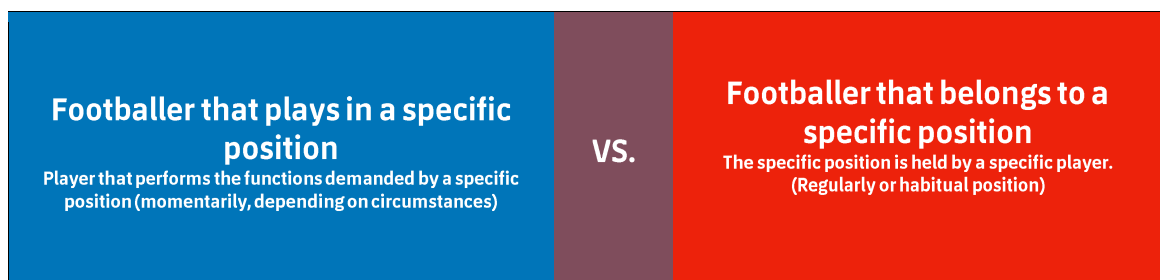 Footballer that plays in a specific
position
Player that performs the functions demanded by a specific
position (momentarily, depending on circumstances)
VS.
Footballer that belongs to a
specific position
The specific position is held by a specific player.
(Regularly or habitual position)